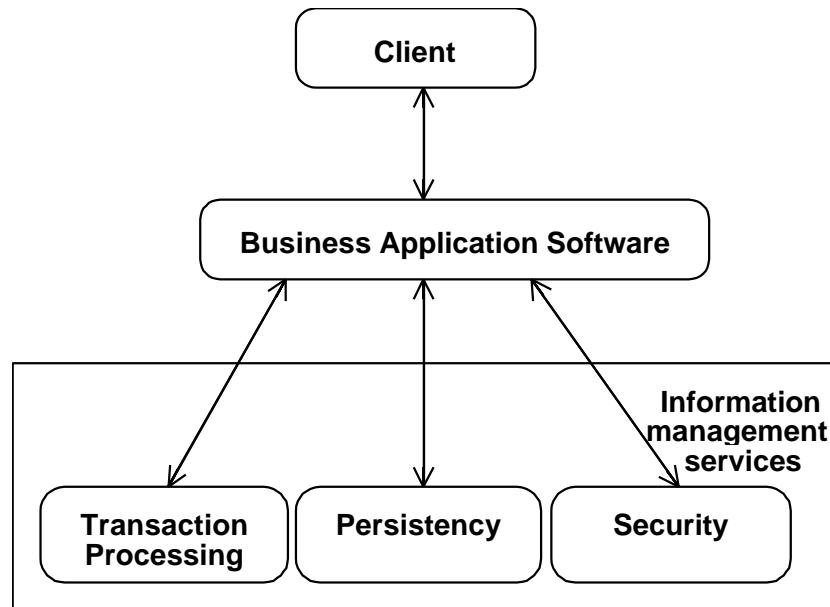 Client
Business Application Software
Information
management
services
Transaction
Processing
Persistency
Security